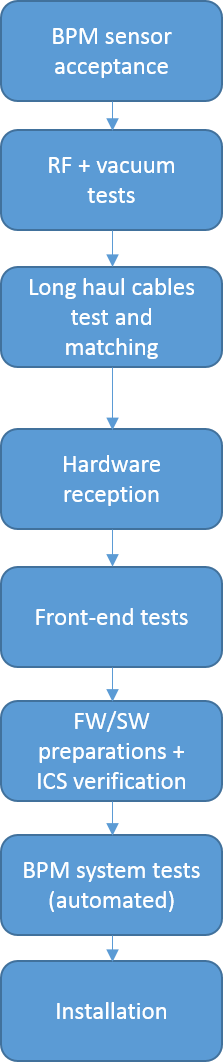 BPM sensor
acceptance
RF + vacuum
tests
Long haul cables
test and
matching
Hardware
reception
Front-end tests
FW/SW
preparations +
ICS verification
BPM system tests
(automated)
Installation